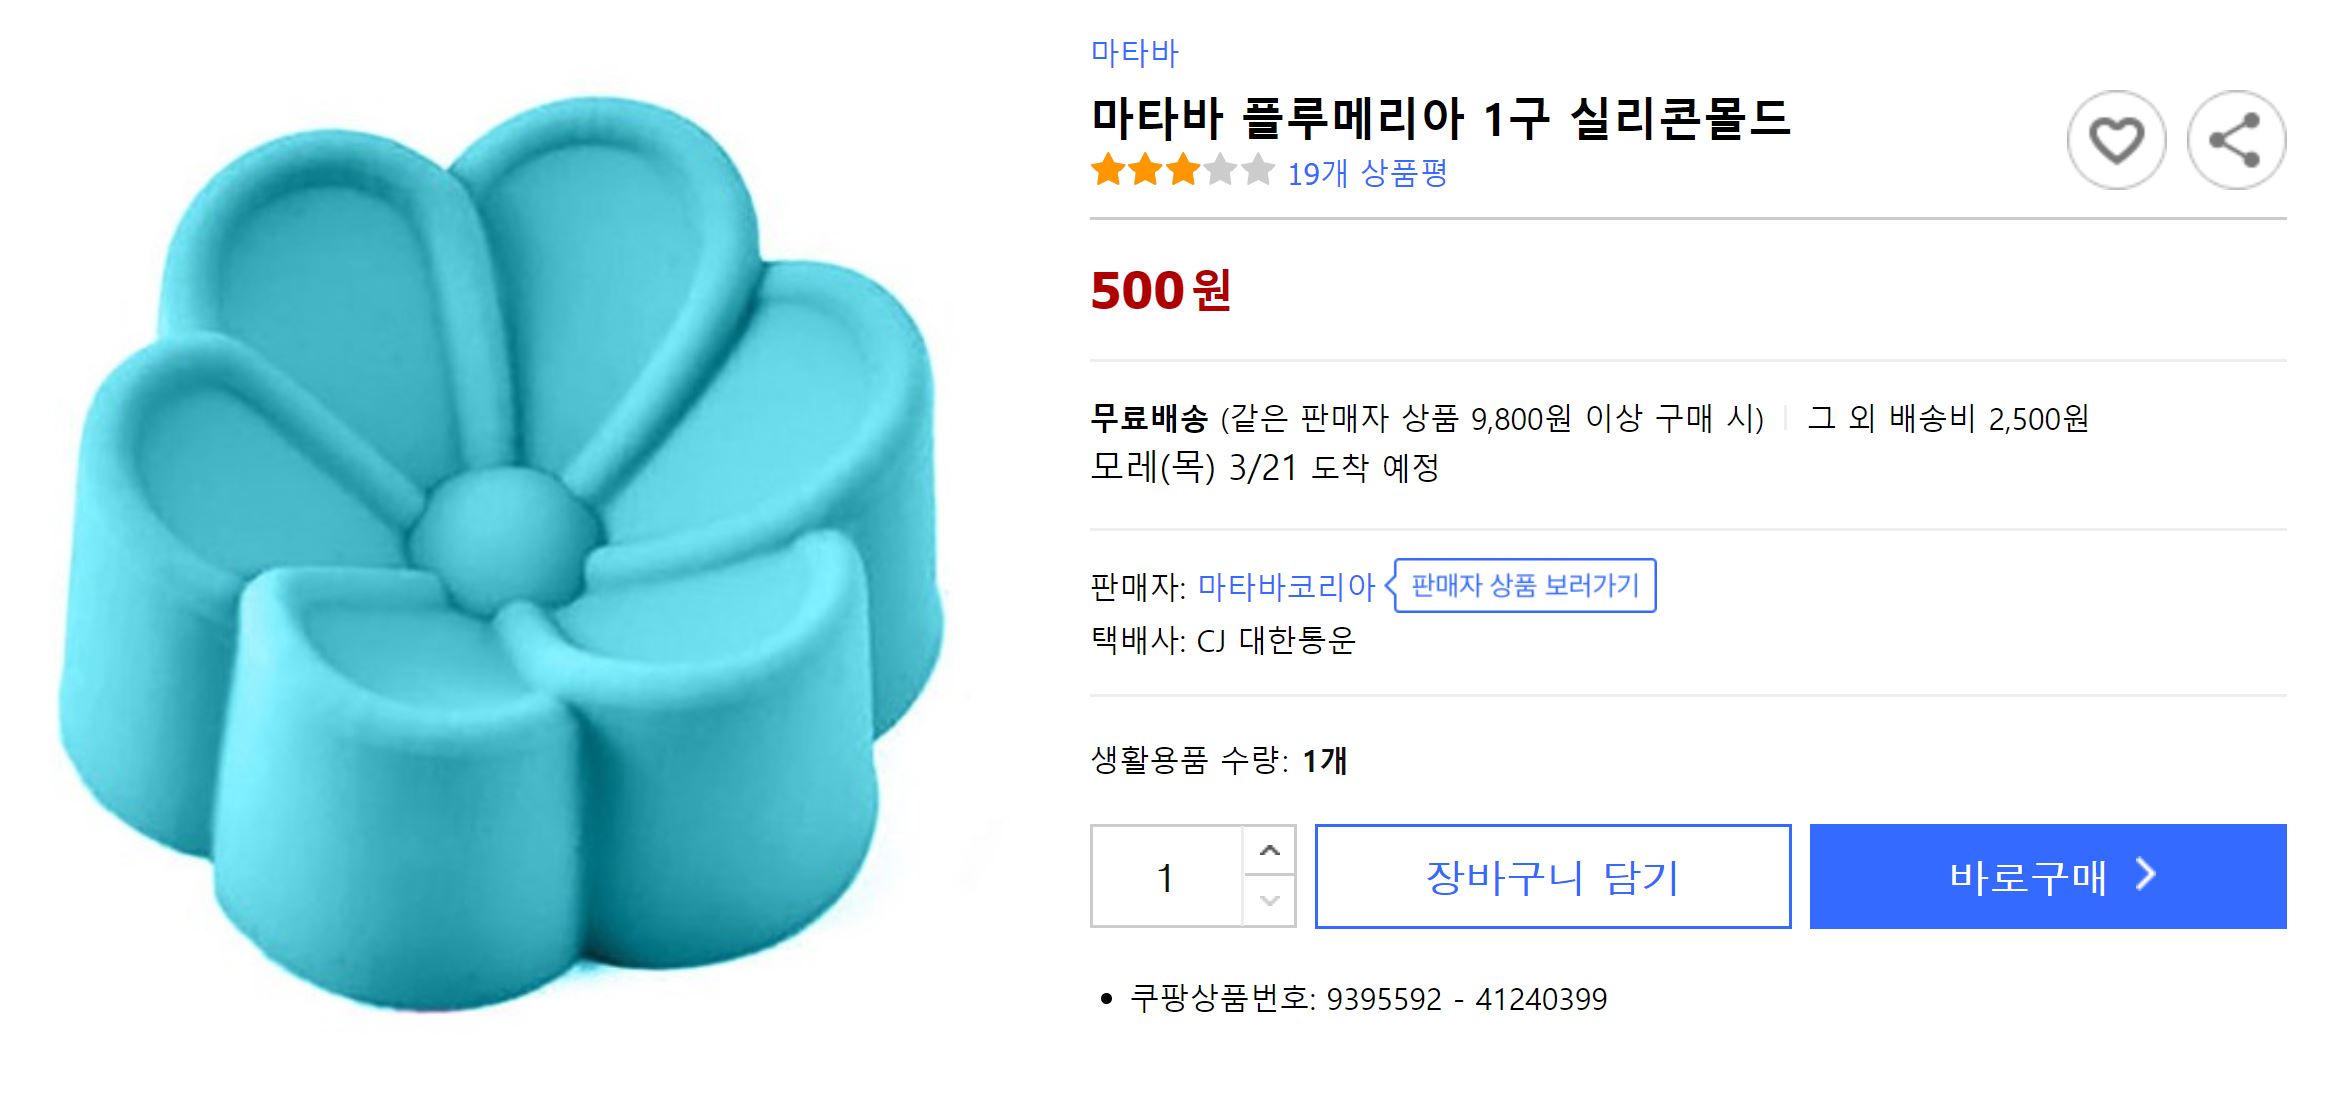 마타바
마타바 플루메리아 1구 실리콘몰드
19개 상품평
500원
무료배송 (같은 판매자 상품 9,800원 이상 구매 시) | 그 외 배송비 2,500원
모레(목) 3/21 도착 예정
판매자: 마타바코리아 판매자 상품 보러가기
택배사: CJ 대한통운
생활용품 수량: 1개
1 장바구니 담기 바로구매
• 쿠팡상품번호: 9395592 - 41240399